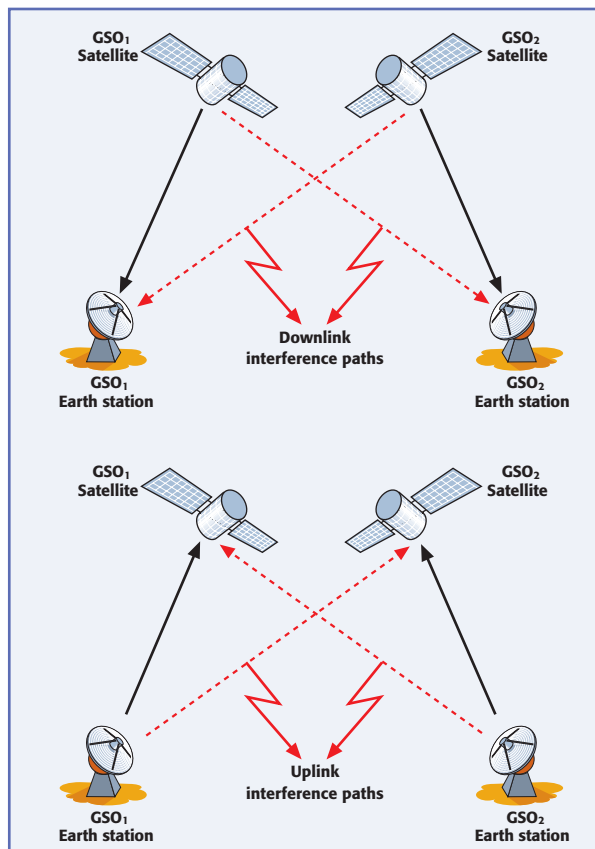 GSO₁
Satellite
GSO₂
Satellite
Downlink
interference paths
GSO₁
Earth station
GSO₂
Earth station
GSO₁
Satellite
GSO₂
Satellite
Uplink
interference paths
GSO₁
Earth station
GSO₂
Earth station